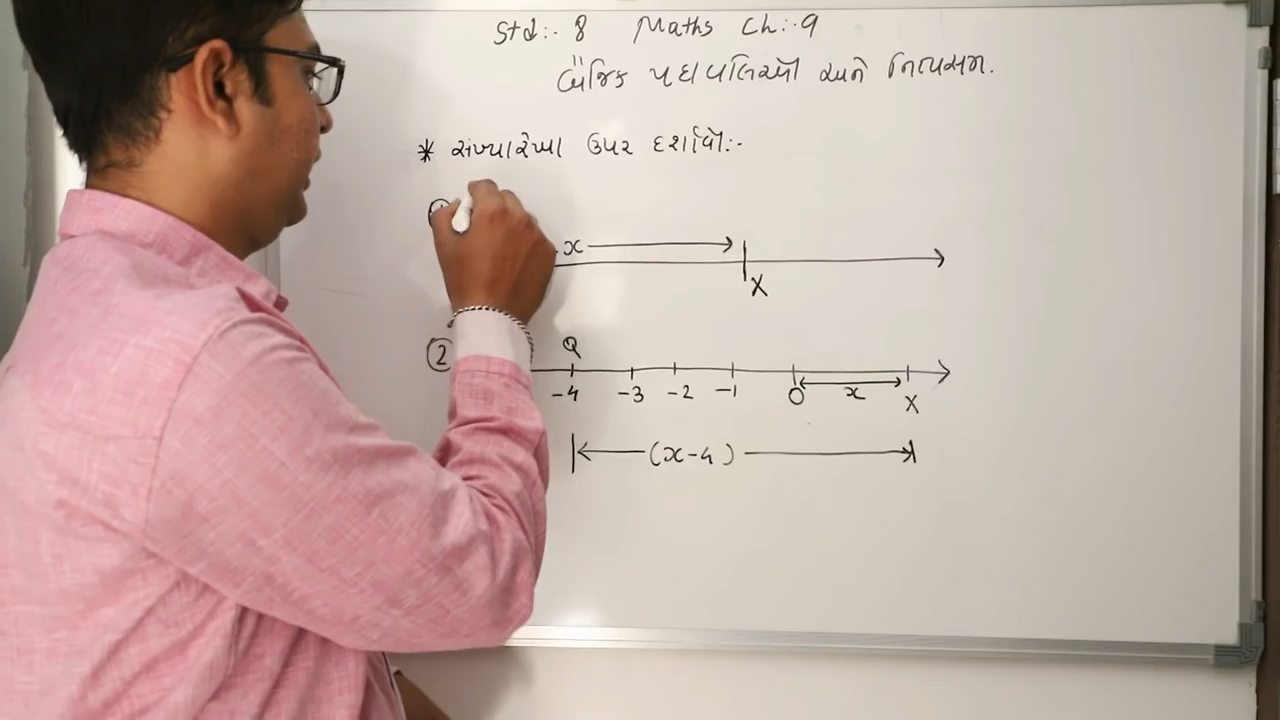 Std:- 8 Maths Ch:-9
બૈજિક પદાવલિઓ અને નિત્યસમ.
* સંખ્યારેખા ઉપર દર્શાવો:-
x
X
② Q
-4 -3 -2 -1 O x X
(x-4)